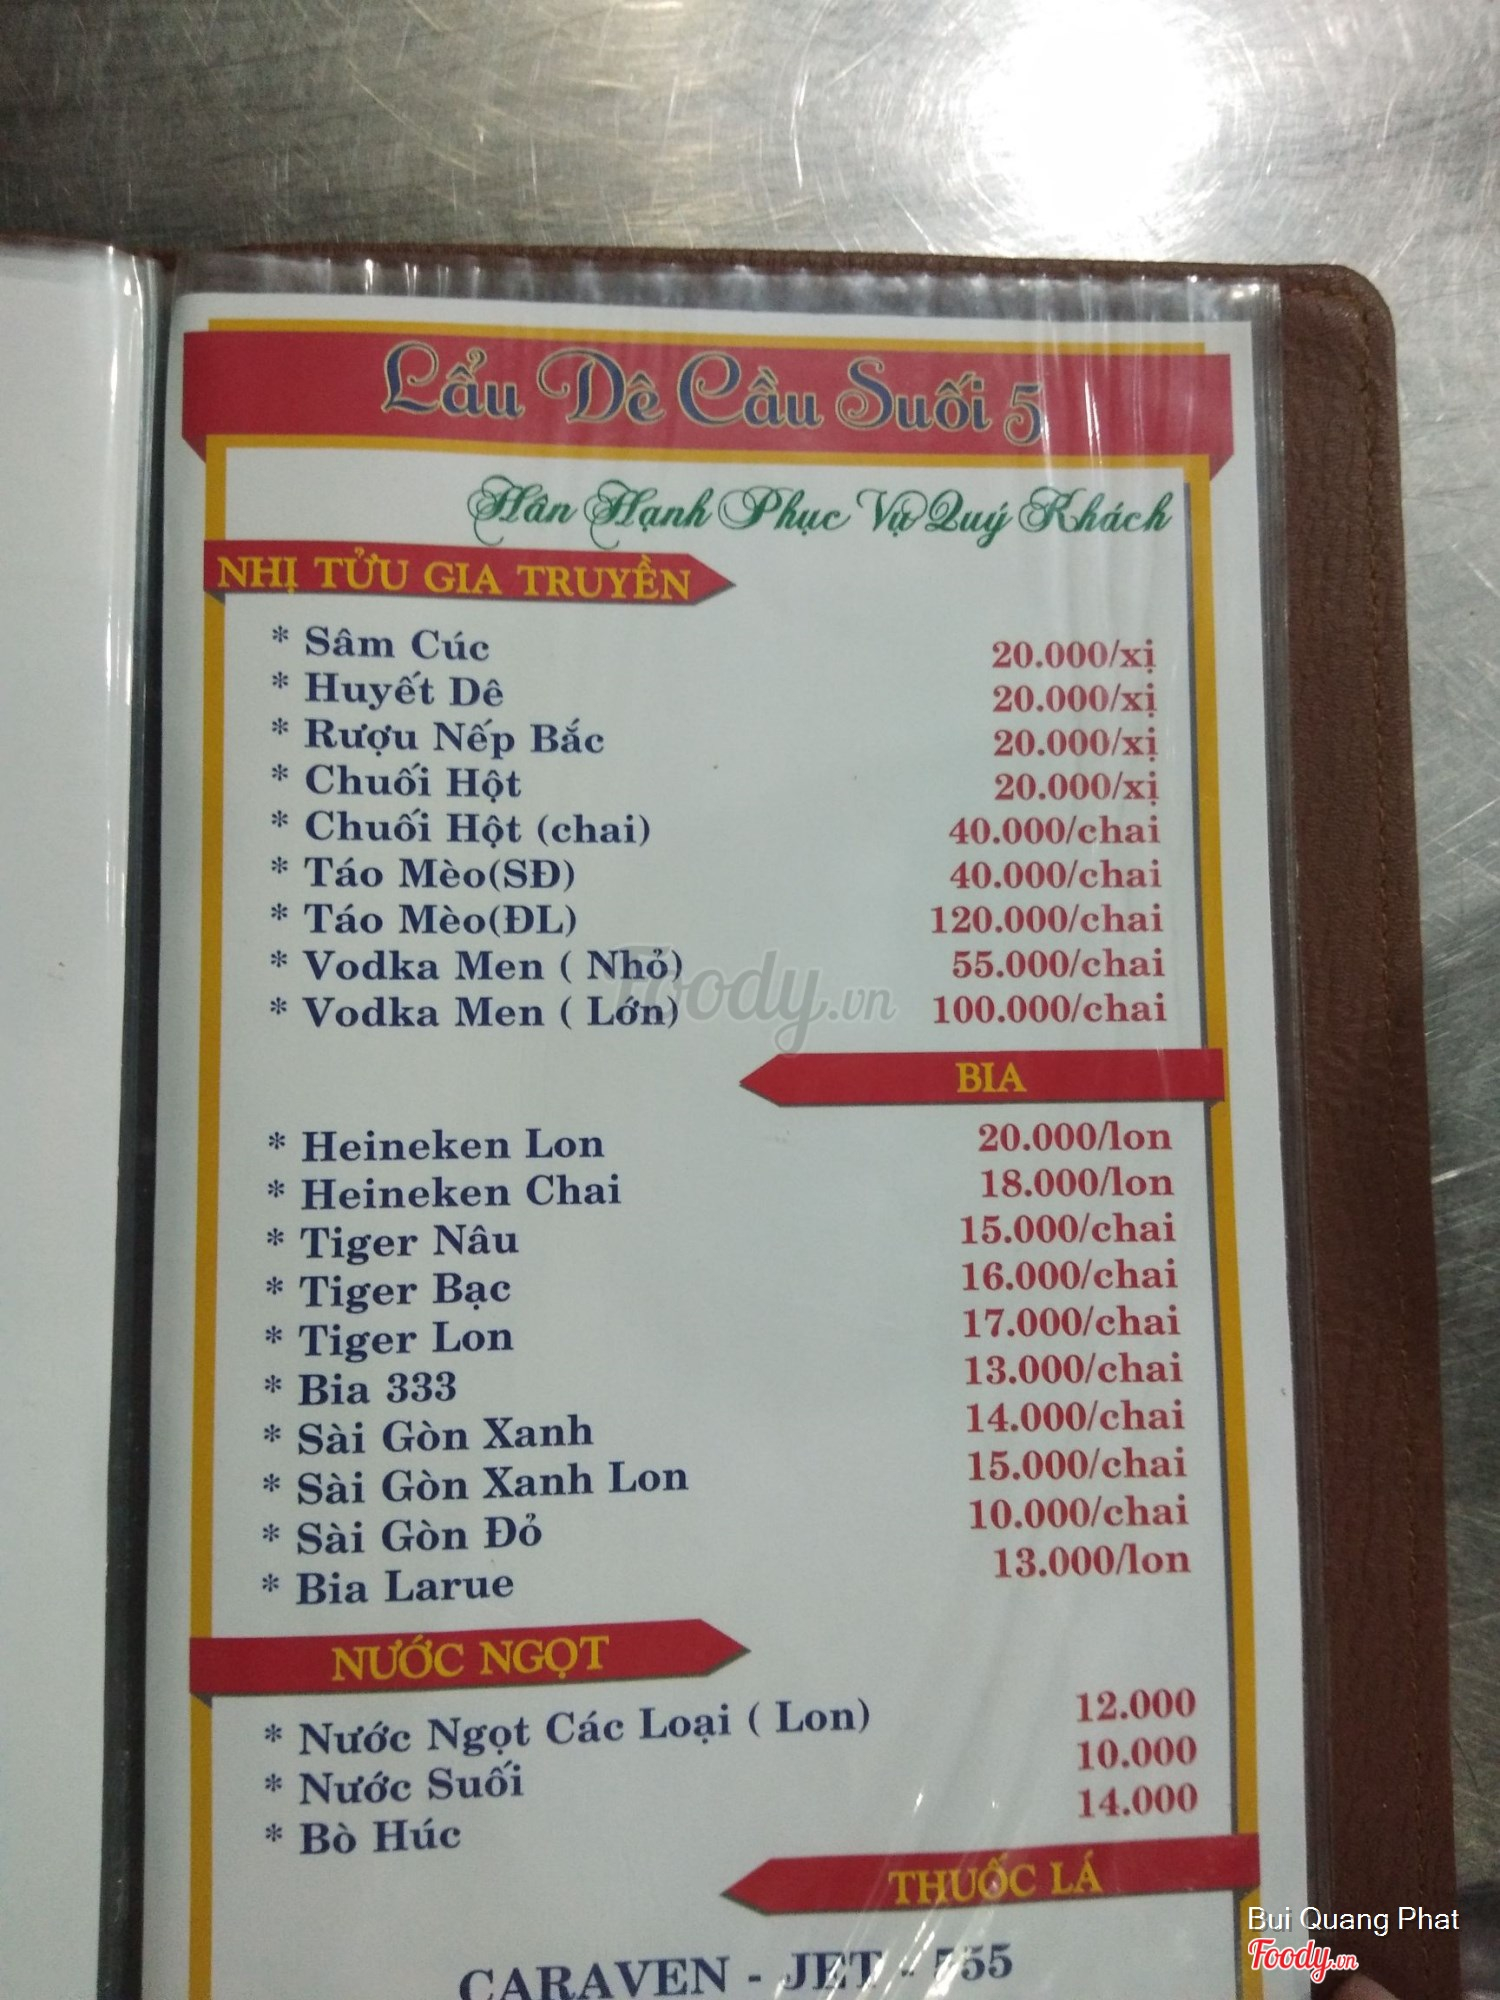 Lẩu Dê Cầu Suối 5
Hân Hạnh Phục Vụ Quý Khách
NHỊ TỬU GIA TRUYỀN
* Sâm Cúc 20.000/xị
* Huyết Dê 20.000/xị
* Rượu Nếp Bắc 20.000/xị
* Chuối Hột 20.000/xị
* Chuối Hột (chai) 40.000/chai
* Táo Mèo(SĐ) 40.000/chai
* Táo Mèo(ĐL) 120.000/chai
* Vodka Men ( Nhỏ) 55.000/chai
* Vodka Men ( Lớn) 100.000/chai
Foody.vn
BIA
* Heineken Lon 20.000/lon
* Heineken Chai 18.000/lon
* Tiger Nâu 15.000/chai
* Tiger Bạc 16.000/chai
* Tiger Lon 17.000/chai
* Bia 333 13.000/chai
* Sài Gòn Xanh 14.000/chai
* Sài Gòn Xanh Lon 15.000/chai
* Sài Gòn Đỏ 10.000/chai
* Bia Larue 13.000/lon
NƯỚC NGỌT
* Nước Ngọt Các Loại ( Lon) 12.000
* Nước Suối 10.000
* Bò Húc 14.000
THUỐC LÁ
CARAVEN - JET - 555
Bui Quang Phat
Foody.vn